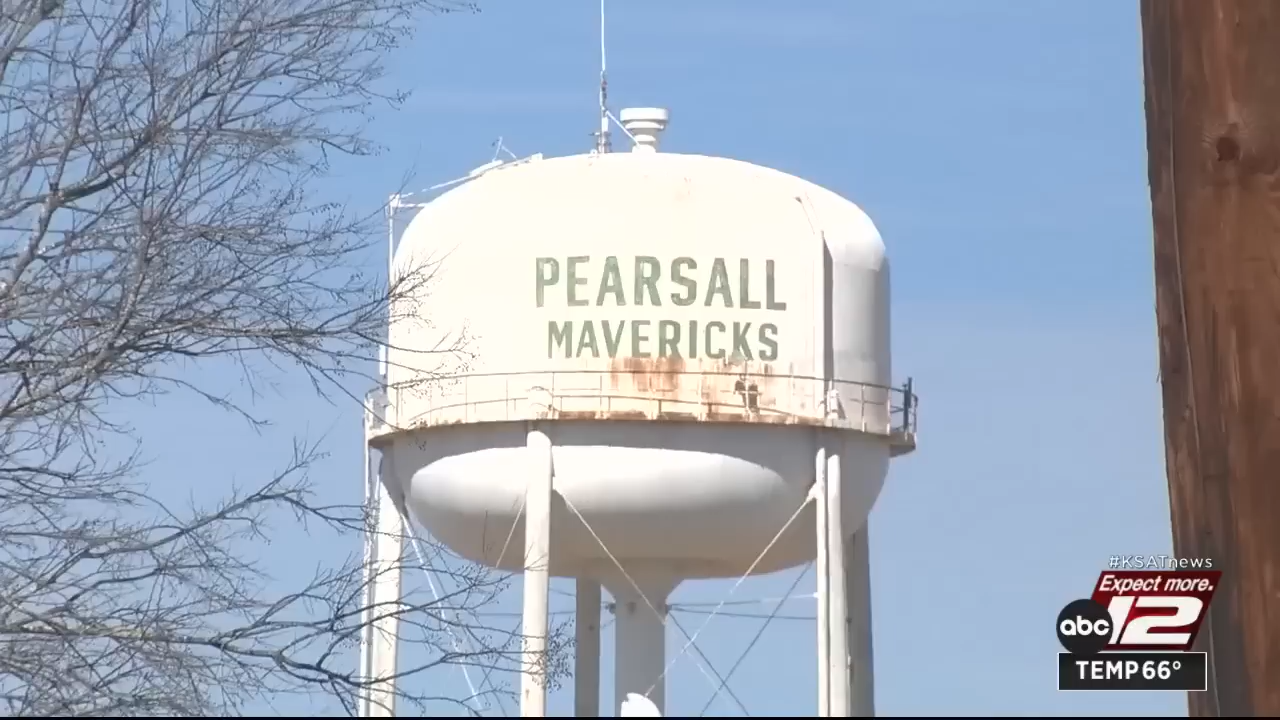 PEARSALL
MAVERICKS
#KSATnews
Expect more.
abc 12
TEMP 66°